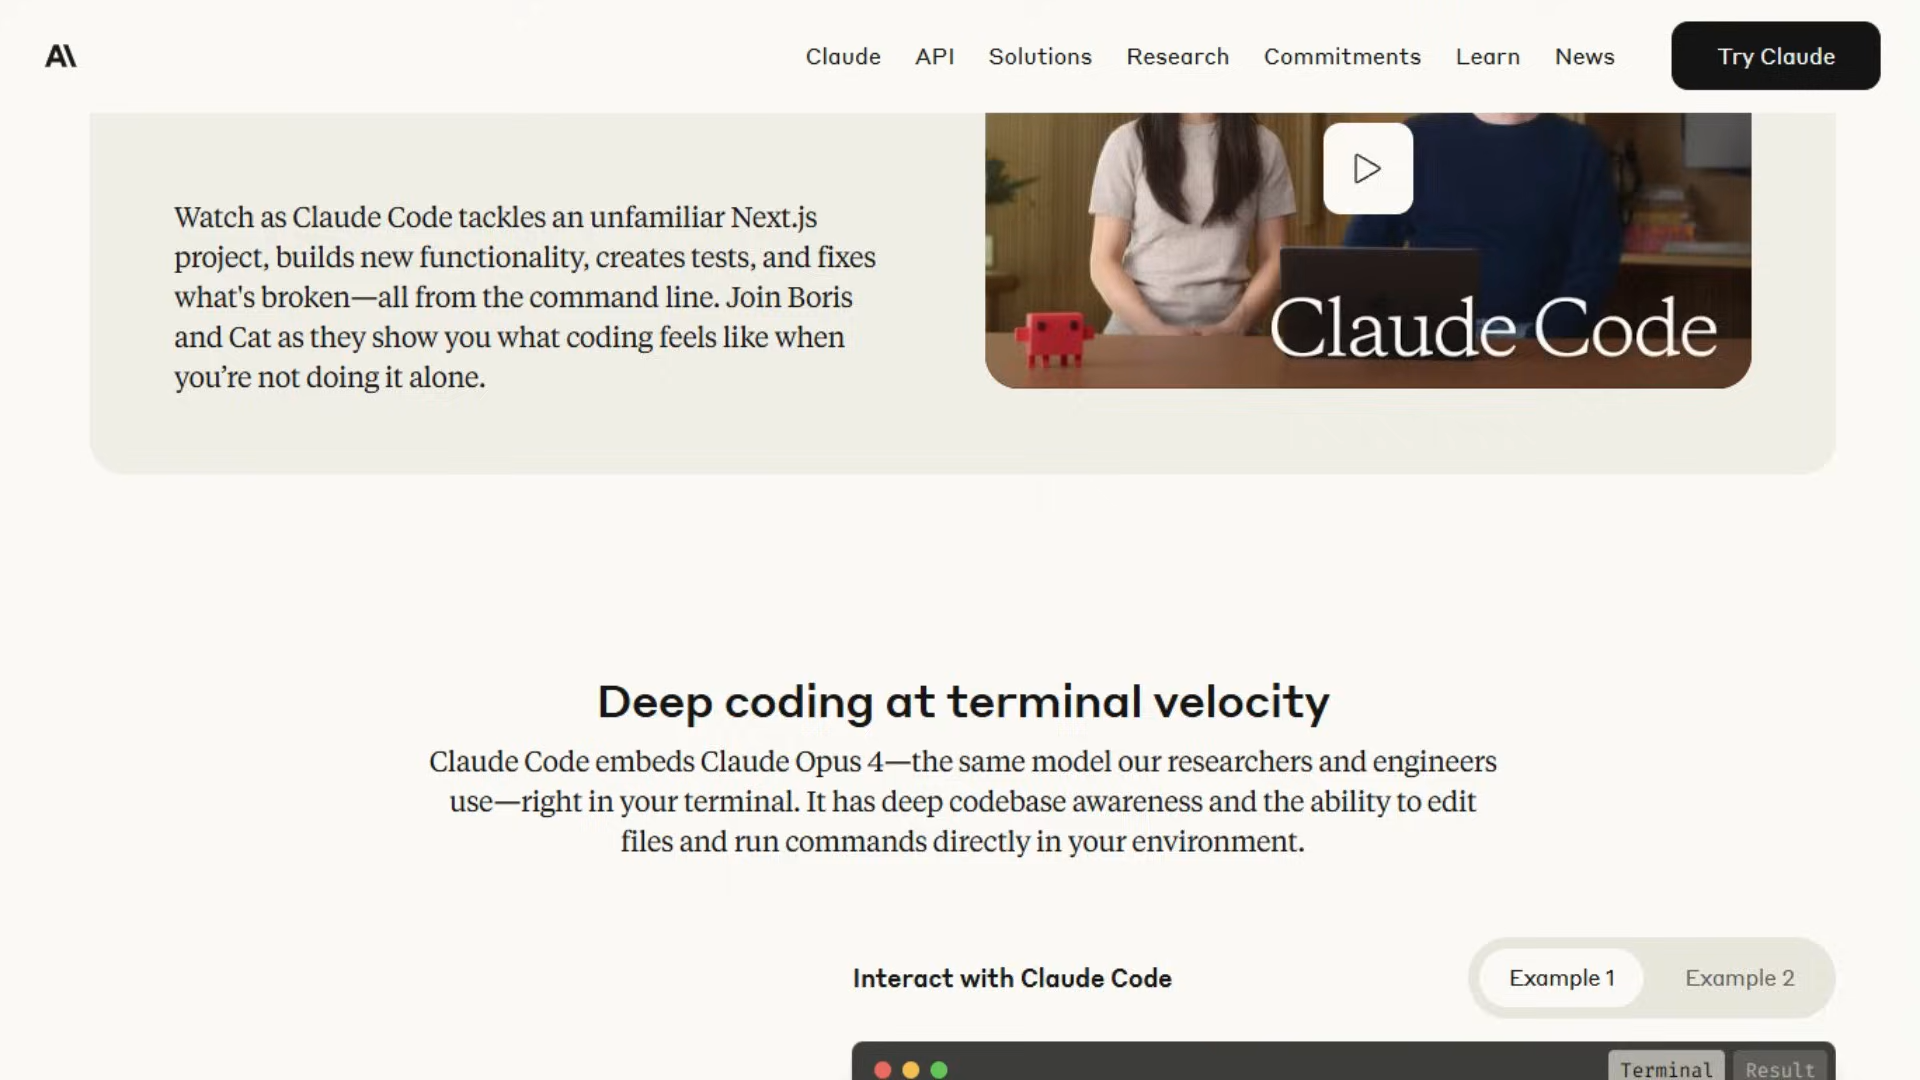 A\
Claude API Solutions Research Commitments Learn News Try Claude
Watch as Claude Code tackles an unfamiliar Next.js
project, builds new functionality, creates tests, and fixes
what's broken—all from the command line. Join Boris
and Cat as they show you what coding feels like when
you’re not doing it alone.
Claude Code
Deep coding at terminal velocity
Claude Code embeds Claude Opus 4—the same model our researchers and engineers
use—right in your terminal. It has deep codebase awareness and the ability to edit
files and run commands directly in your environment.
Interact with Claude Code
Example 1 Example 2
Terminal Result